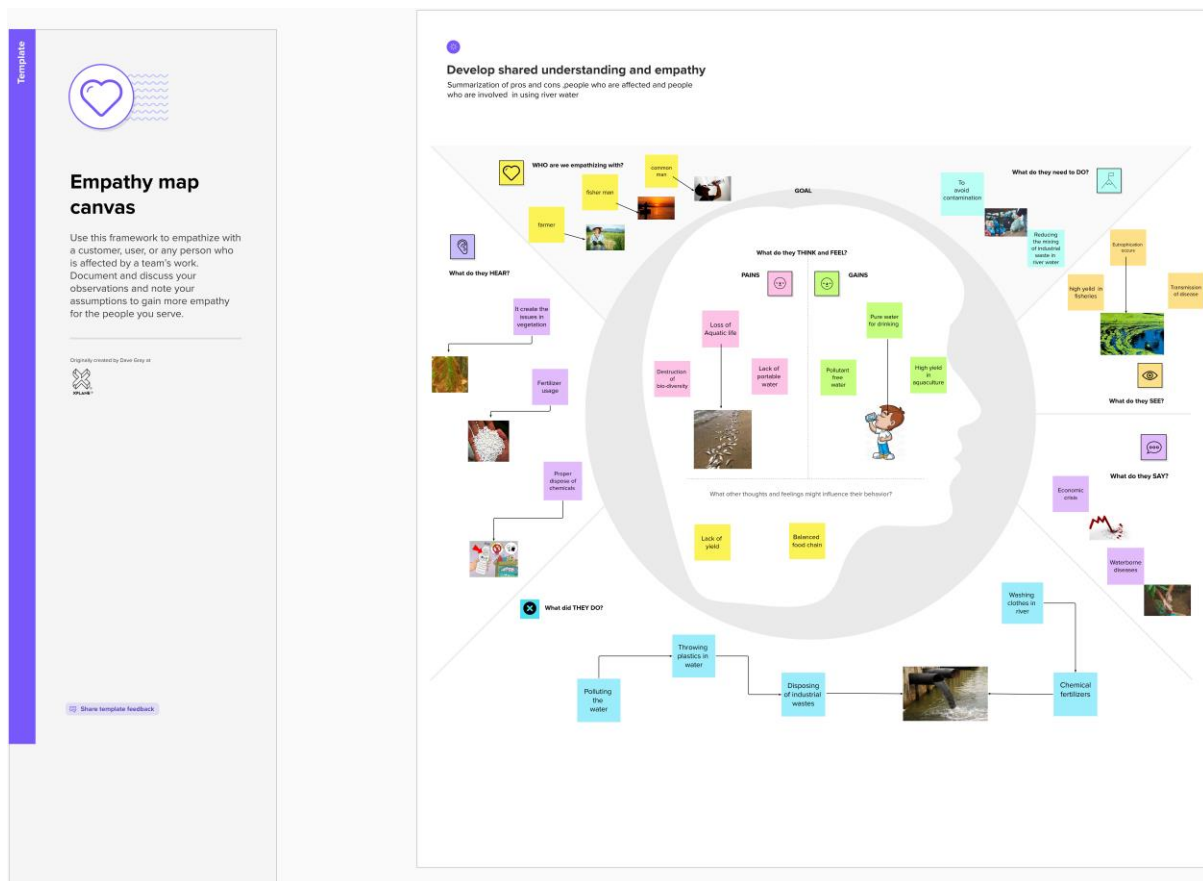 Template
Empathy map
canvas
Use this framework to empathize with
a customer, user, or any person who
is affected by a team's work.
Document and discuss your
observations and note your
assumptions to gain more empathy
for the people you serve.
Originally created by Dave Gray at
XPLANE
Share template feedback
Develop shared understanding and empathy
Summarization of pros and cons ,people who are affected and people
who are involved in using river water
WHO are we empathizing with?
common
man
fisher man
farmer
GOAL
What do they need to DO?
To
avoid
contamination
Reducing
the mixing
of industrial
waste in
river water
What do they HEAR?
It create the
issues in
vegetation
Fertilizer
usage
Proper
dispose of
chemicals
What do they THINK and FEEL?
PAINS
GAINS
Loss of
Aquatic life
Destruction
of
bio-diversity
Lack of
portable
water
Pure water
for drinking
Pollutant
free
water
High yield
in
aquaculture
What other thoughts and feelings might influence their behavior?
Lack of
yield
Balanced
food chain
occurs
high yeild in
fisheries
Transmission
of disease
What do they SEE?
What do they SAY?
Economic
crisis
Waterborne
diseases
What did THEY DO?
Polluting
the
water
Throwing
plastics in
water
Disposing
of industrial
wastes
Washing
clothes in
river
Chemical
fertilizers